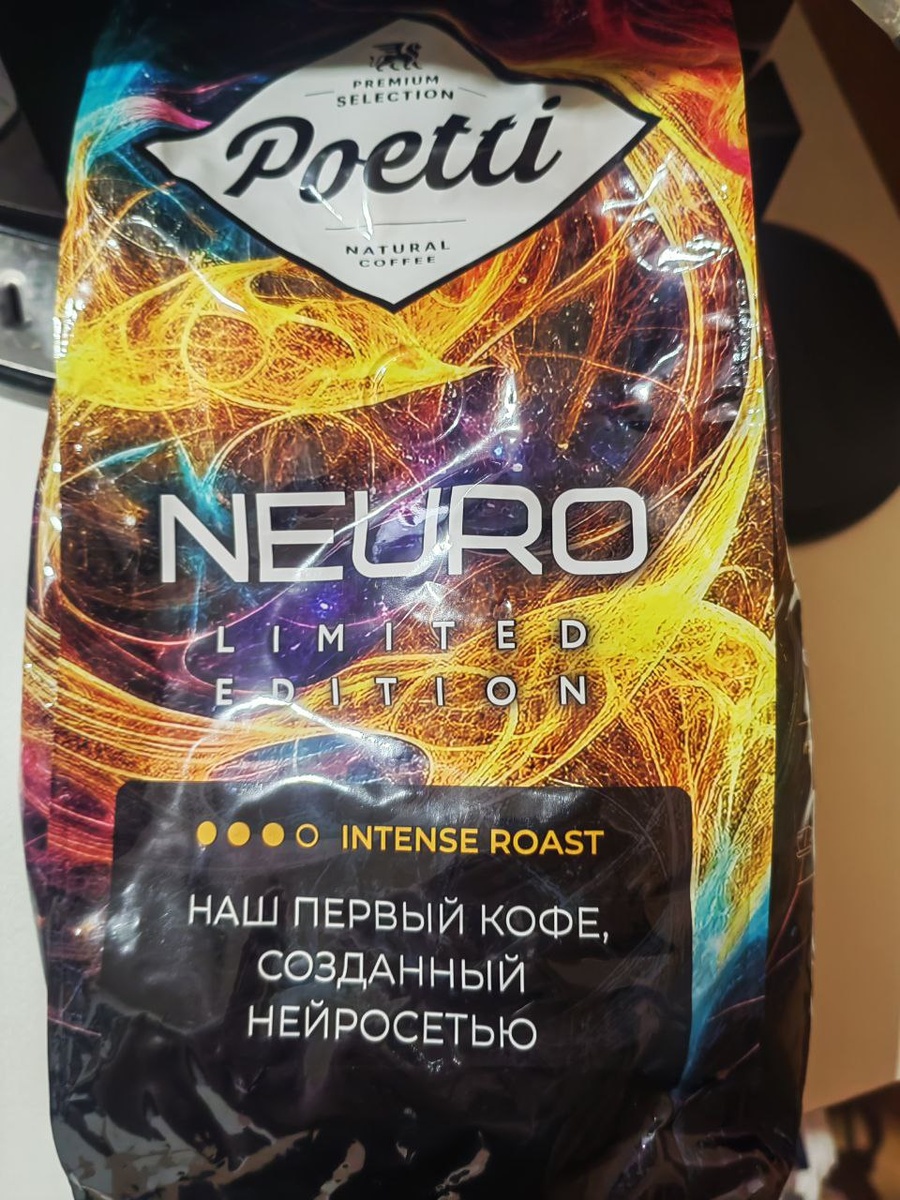 PREMIUM
SELECTION
Poetti
NATURAL
COFFEE
NEURO
LIMITED
EDITION
INTENSE ROAST
НАШ ПЕРВЫЙ КОФЕ,
СОЗДАННЫЙ
НЕЙРОСЕТЬЮ